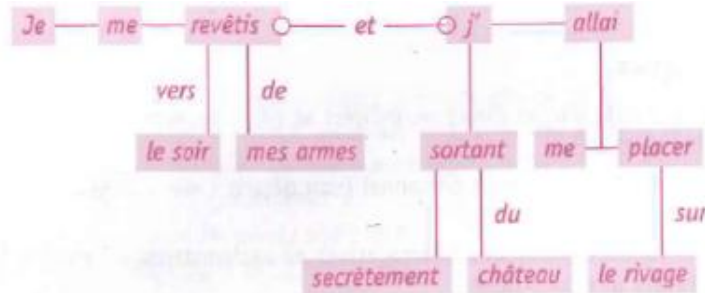 Je me revêtis et j' allai
vers de
le soir mes armes sortant me placer
du sur
secrètement château le rivage